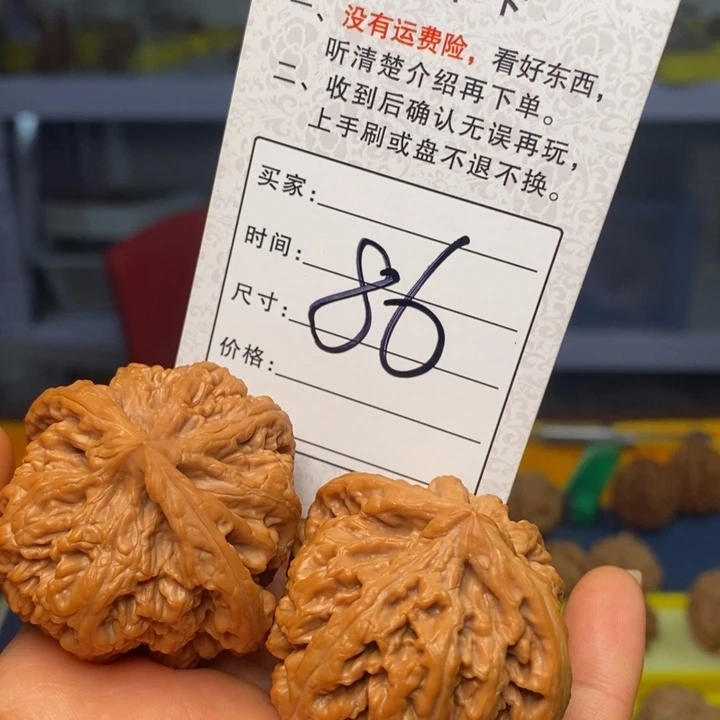 一、没有运费险，看好东西，
听清楚介绍再下单。
二、收到后确认无误再玩，
上手刷或盘不退不换。
买家：
时间：
86
尺寸：
价格：